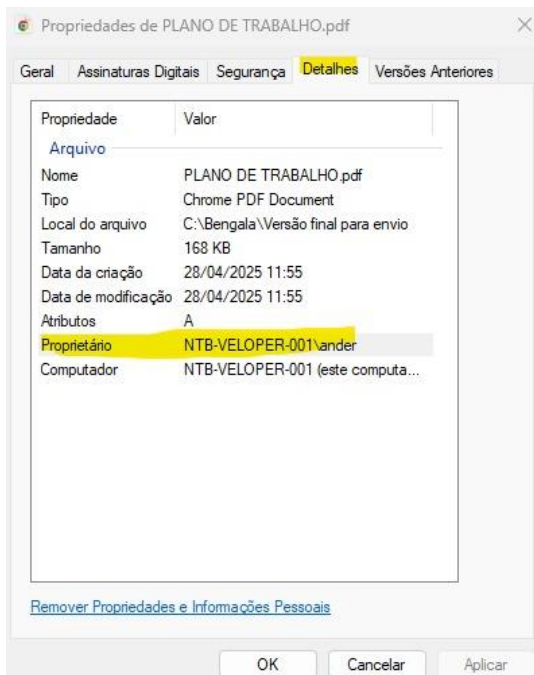 Propriedades de PLANO DE TRABALHO.pdf
Geral Assinaturas Digitais Segurança Detalhes Versões Anteriores
Propriedade Valor
Arquivo
Nome PLANO DE TRABALHO.pdf
Tipo Chrome PDF Document
Local do arquivo C:\Bengala\Versão final para envio
Tamanho 168 KB
Data da criação 28/04/2025 11:55
Data de modificação 28/04/2025 11:55
Atributos A
Proprietário NTB-VELOPER-001\ander
Computador NTB-VELOPER-001 (este computa...
Remover Propriedades e Informações Pessoais
OK Cancelar Aplicar